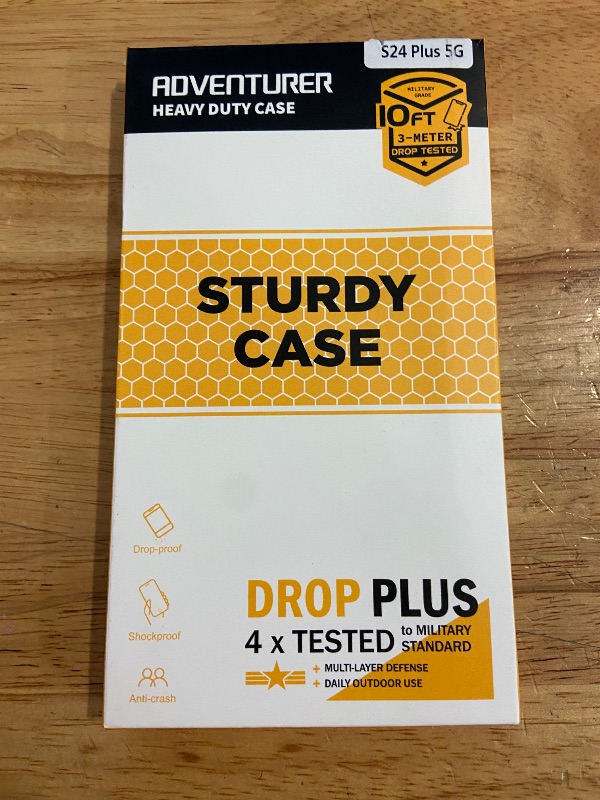 S24 Plus 5G
ADVENTURER
HEAVY DUTY CASE
MILITARY
GRADE
10FT
3-METER
DROP TESTED
STURDY
CASE
Drop-proof
Shockproof
Anti-crash
DROP PLUS
4 x TESTED to MILITARY STANDARD
+ MULTI-LAYER DEFENSE
+ DAILY OUTDOOR USE